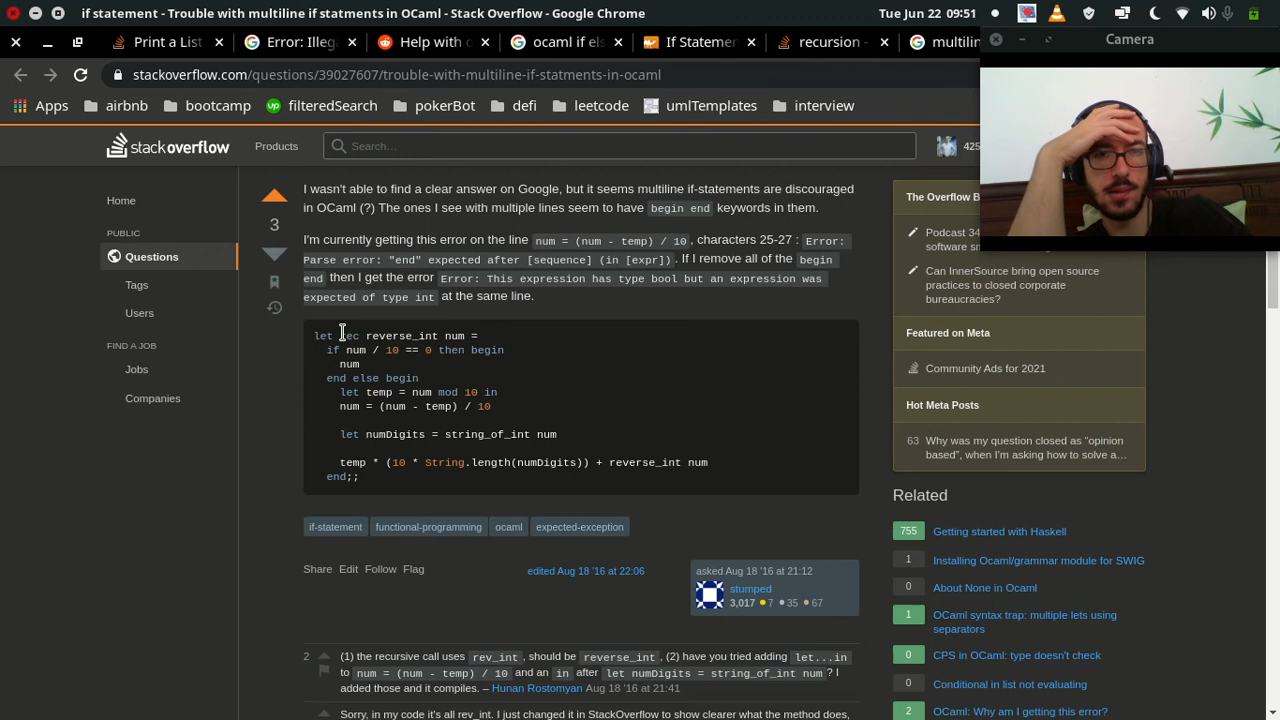 if statement - Trouble with multiline if statments in OCaml - Stack Overflow - Google Chrome
Tue Jun 22 09:51
Print a List
Error: Illega
Help with o
ocaml if els
If Statemen
recursion -
multilin
Camera
stackoverflow.com/questions/39027607/trouble-with-multiline-if-statments-in-ocaml
Apps
airbnb
bootcamp
up filteredSearch
pokerBot
defi
leetcode
umlTemplates
interview
stackoverflow
Products
Search…
425
Home
PUBLIC
Questions
Tags
Users
FIND A JOB
Jobs
Companies
3
I wasn't able to find a clear answer on Google, but it seems multiline if-statements are discouraged
in OCaml (?) The ones I see with multiple lines seem to have begin end keywords in them.
I'm currently getting this error on the line num = (num - temp) / 10, characters 25-27 : Error:
Parse error: "end" expected after [sequence] (in [expr]). If I remove all of the begin
end then I get the error Error: This expression has type bool but an expression was
expected of type int at the same line.
let rec reverse_int num =
if num / 10 == 0 then begin
num
end else begin
let temp = num mod 10 in
num = (num - temp) / 10
let numDigits = string_of_int num
temp * (10 * String.length(numDigits)) + reverse_int num
end;;
if-statement
functional-programming
ocaml
expected-exception
Share Edit Follow Flag
edited Aug 18 '16 at 22:06
asked Aug 18 '16 at 21:12
stumped
3,017 7 35 67
2
(1) the recursive call uses rev_int, should be reverse_int, (2) have you tried adding let...in
to num = (num - temp) / 10 and an in after let numDigits = string_of_int num? I
added those and it compiles. – Hunan Rostomyan Aug 18 '16 at 21:41
Sorry, in my code it's all rev_int. I just changed it in StackOverflow to show clearer what the method does,
The Overflow B
Podcast 34
software s
Can InnerSource bring open source
practices to closed corporate
bureaucracies?
Featured on Meta
Community Ads for 2021
Hot Meta Posts
63 Why was my question closed as “opinion
based”, when I’m asking how to solve a…
Related
755 Getting started with Haskell
1 Installing Ocaml/grammar module for SWIG
0 About None in Ocaml
1 OCaml syntax trap: multiple lets using
separators
0 CPS in OCaml: type doesn't check
0 Conditional in list not evaluating
2 OCaml: Why am I getting this error?